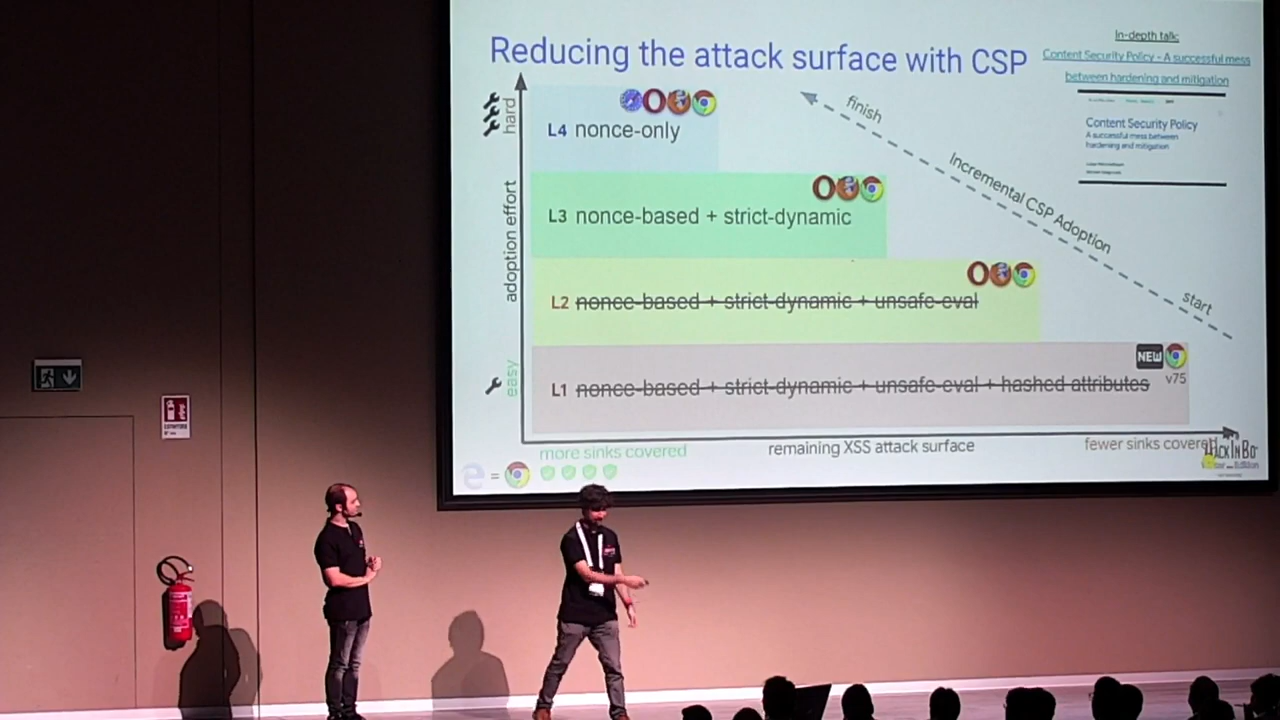 Reducing the attack surface with CSP
In-depth talk:
Content Security Policy - A successful mess
between hardening and mitigation
Content Security Policy
A successful mess between
hardening and mitigation
hard
adoption effort
easy
L4 nonce-only
L3 nonce-based + strict-dynamic
L2 nonce-based + strict-dynamic + unsafe-eval
NEW
L1 nonce-based + strict-dynamic + unsafe-eval + hashed attributes
v75
finish
Incremental CSP Adoption
start
more sinks covered
remaining XSS attack surface
fewer sinks covered
HackInBo
Edition
=